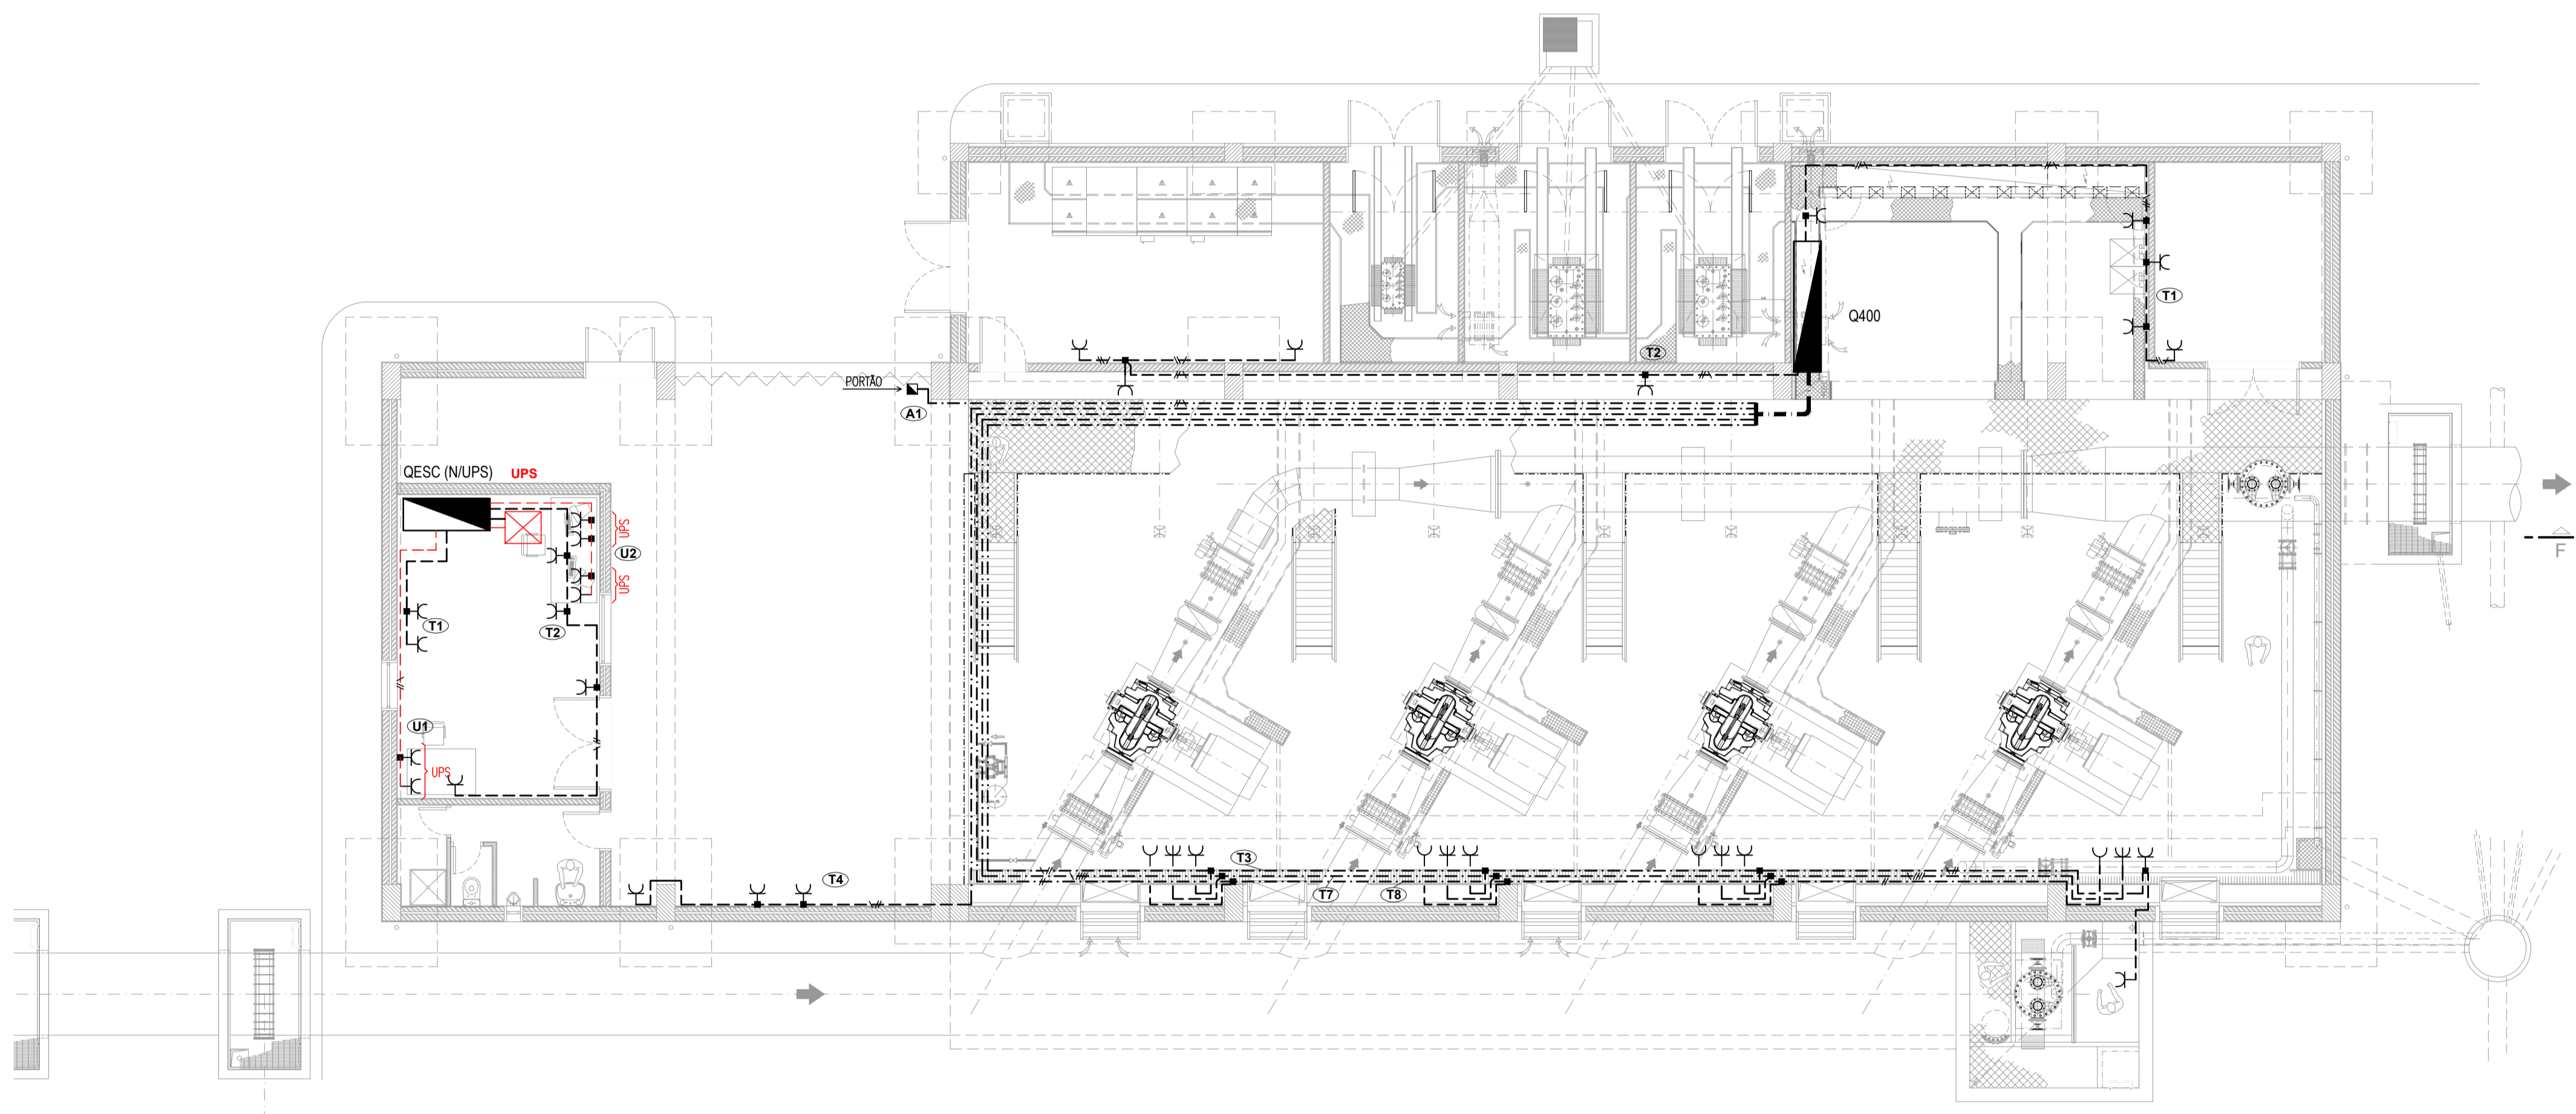 Q400
T1
T2
PORTÃO
A1
QESC (N/UPS) UPS
UPS
U2
UPS
F
T1
T2
U1
UPS
T3
T4
T7
T8